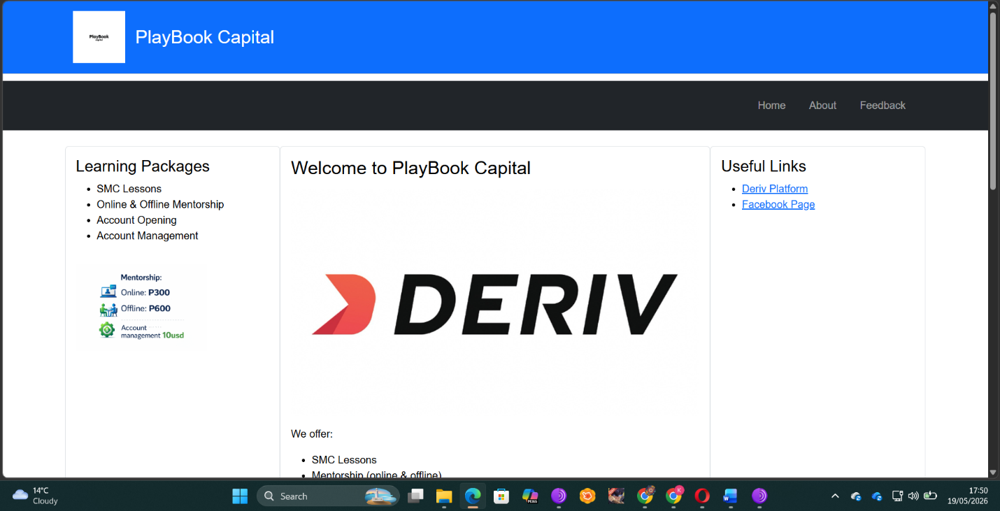 PlayBook
capital
PlayBook Capital
Home
About
Feedback
Learning Packages
SMC Lessons
Online & Offline Mentorship
Account Opening
Account Management
Mentorship:
Online: P300
Offline: P600
Account
management 10usd
Welcome to PlayBook Capital
DERIV
We offer:
SMC Lessons
Mentorship (online & offline)
Useful Links
Deriv Platform
Facebook Page
14°C
Cloudy
Search
M365
K
W
17:50
19/05/2026